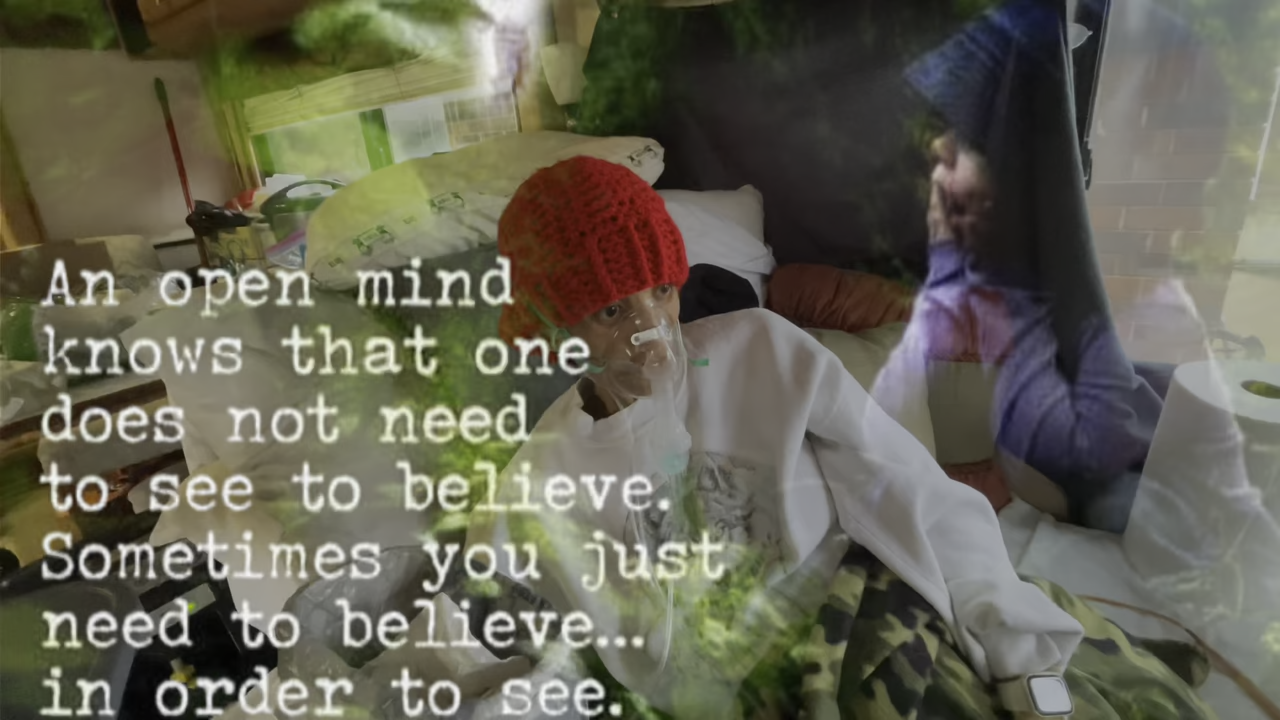 An open mind
knows that one
does not need
to see to believe.
Sometimes you just
need to believe...
in order to see.